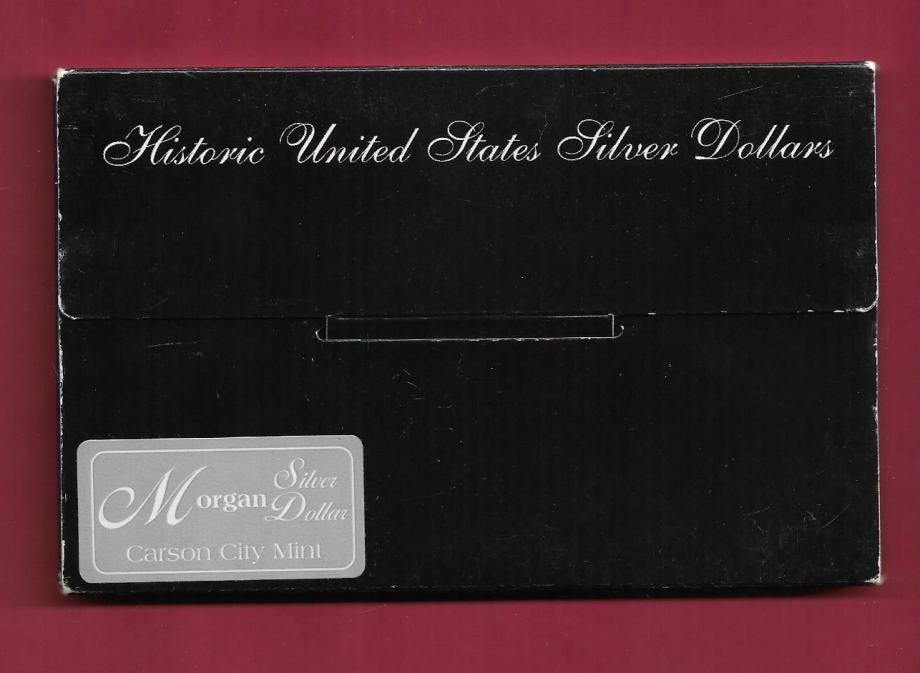 Historic United States Silver Dollars
Morgan Silver Dollar
Carson City Mint